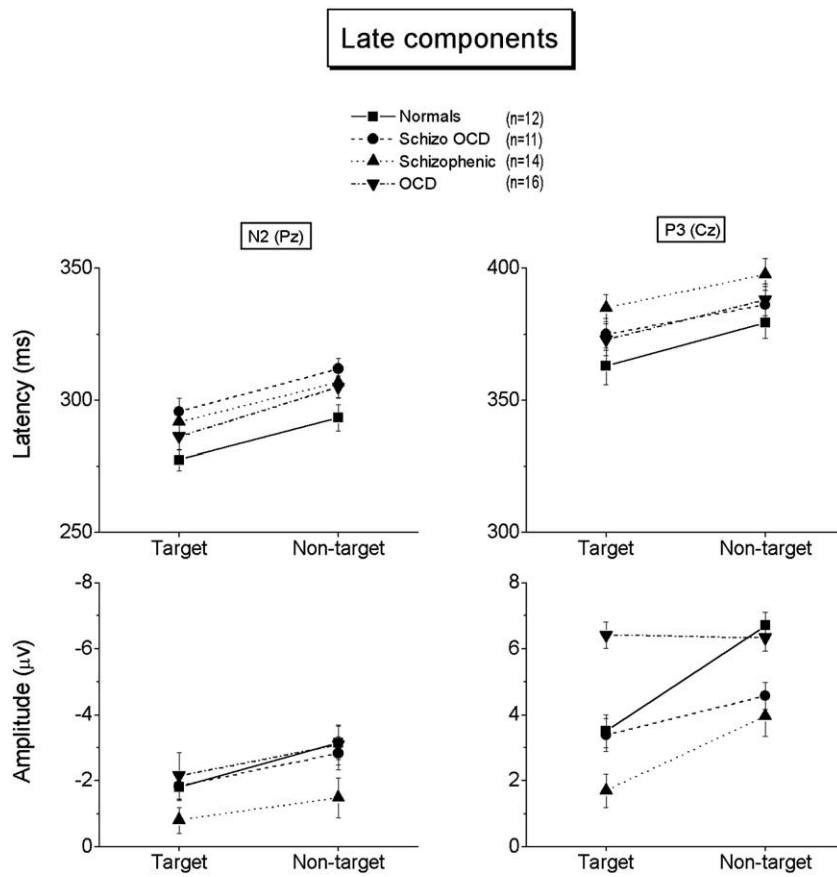 Late components
Normals (n=12)
Schizo OCD (n=11)
Schizophenic (n=14)
OCD (n=16)
N2 (Pz)
P3 (Cz)
Latency (ms)
350
300
250
Target Non-target
400
350
300
Target Non-target
Amplitude (μv)
-8
-6
-4
-2
0
Target Non-target
8
6
4
2
0
Target Non-target